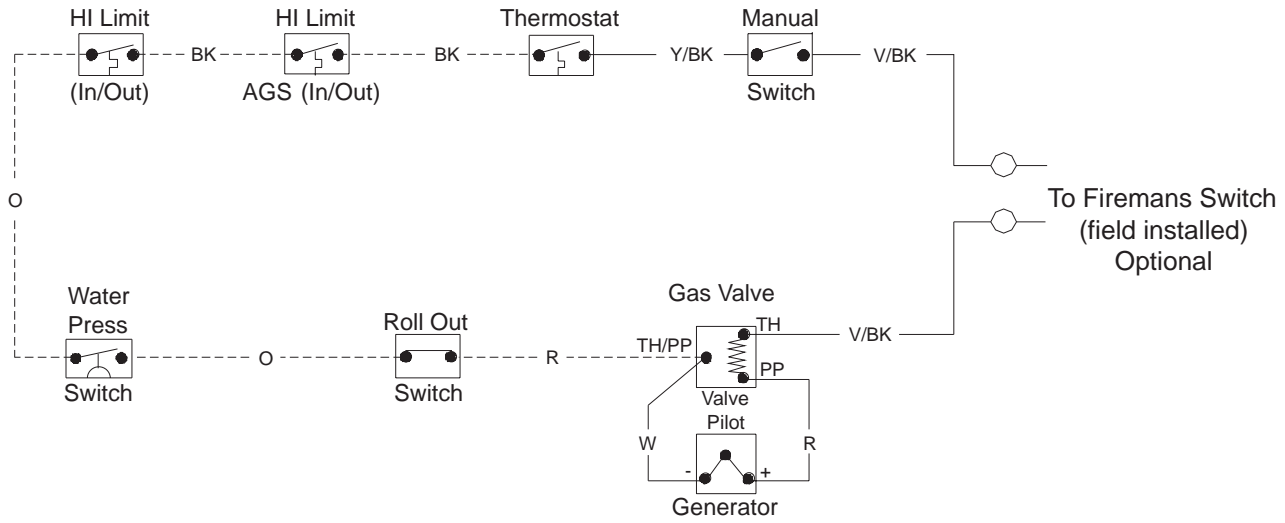 HI Limit
HI Limit
Thermostat
Manual
BK
BK
Y/BK
V/BK
(In/Out)
AGS (In/Out)
Switch
O
To Firemans Switch
(field installed)
Optional
Water
Press
Roll Out
Gas Valve
TH
V/BK
TH/PP
O
R
PP
Switch
Switch
Valve
Pilot
W
R
-
+
Generator